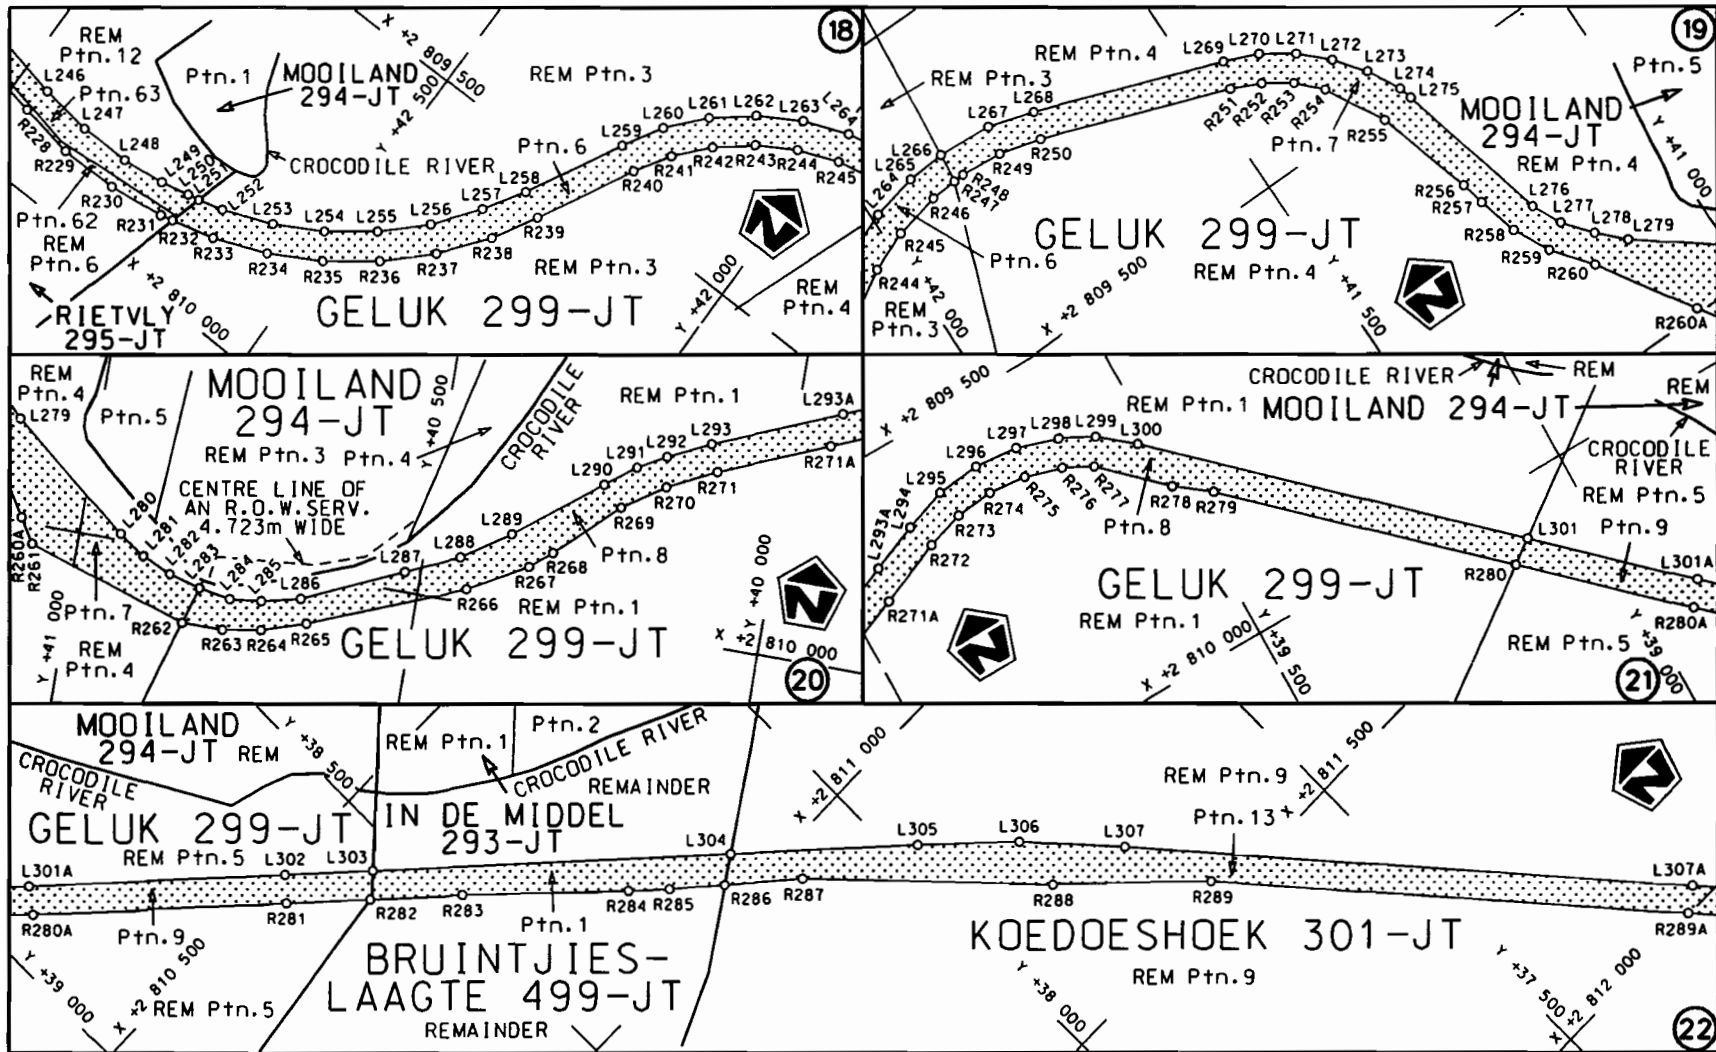 18
REM
Ptn.12
L246
Ptn.63
L247
L248
L249
L250
L251
L252
L253
L254
L255
L256
L257
L258
L259
L260
L261
L262
L263
L264
Ptn.1
MOOILAND
294-JT
X +2 809 500
Y +42 500
REM Ptn.3
CROCODILE RIVER
Ptn.6
R228
R229
R230
R231
R232
R233
R234
R235
R236
R237
R238
R239
R240
R241
R242
R243
R244
R245
Ptn.62
REM
Ptn.6
RIETVLY
295-JT
X +2 810 000
REM Ptn.3
GELUK 299-JT
Y +42 000
REM
Ptn.4
19
REM Ptn.4
REM Ptn.3
L264
L265
L266
L267
L268
L269
L270
L271
L272
L273
L274
L275
L276
L277
L278
L279
Ptn.5
MOOILAND
294-JT
REM Ptn.4
Y +41 000
R244
R245
R246
R247
R248
R249
R250
R251
R252
R253
R254
R255
R256
R257
R258
R259
R260
R260A
Ptn.7
Ptn.6
GELUK 299-JT
REM Ptn.4
REM
Ptn.3
Y +42 000
X +2 809 500
Y +41 500
20
REM
Ptn.4
L279
Ptn.5
MOOILAND
294-JT
REM Ptn.3
Ptn.4
Y +40 500
CROCODILE
RIVER
REM Ptn.1
CENTRE LINE OF
AN R.O.W.SERV.
4.723m WIDE
L280
L281
L282
L283
L284
L285
L286
L287
L288
L289
L290
L291
L292
L293
L293A
R260A
R261
R262
R263
R264
R265
R266
R267
R268
R269
R270
R271
R271A
Ptn.7
Ptn.8
Y +41 000
REM
Ptn.4
REM Ptn.1
GELUK 299-JT
Y +40 000
X +2 810 000
21
X +2 809 500
CROCODILE RIVER
REM
REM Ptn.1
MOOILAND 294-JT
REM
CROCODILE
RIVER
REM Ptn.5
Ptn.9
L293A
L294
L295
L296
L297
L298
L299
L300
L301
L301A
R271A
R272
R273
R274
R275
R276
R277
R278
R279
R280
R280A
Ptn.8
GELUK 299-JT
REM Ptn.1
X +2 810 000
Y +39 500
REM Ptn.5
Y +39 000
22
MOOILAND
294-JT
REM
CROCODILE
RIVER
GELUK 299-JT
REM Ptn.5
Y +38 500
REM Ptn.1
Ptn.2
CROCODILE RIVER
REMAINDER
IN DE MIDDEL
293-JT
X +2 811 000
X +2 811 500
REM Ptn.9
Ptn.13
L301A
L302
L303
L304
L305
L306
L307
L307A
R280A
R281
R282
R283
R284
R285
R286
R287
R288
R289
R289A
Ptn.9
Ptn.1
Y +39 000
X +2 810 500
REM Ptn.5
BRUINTJIES-
LAAGTE 499-JT
REMAINDER
KOEDOESHOEK 301-JT
REM Ptn.9
Y +38 000
Y +37 500
X +2 812 000